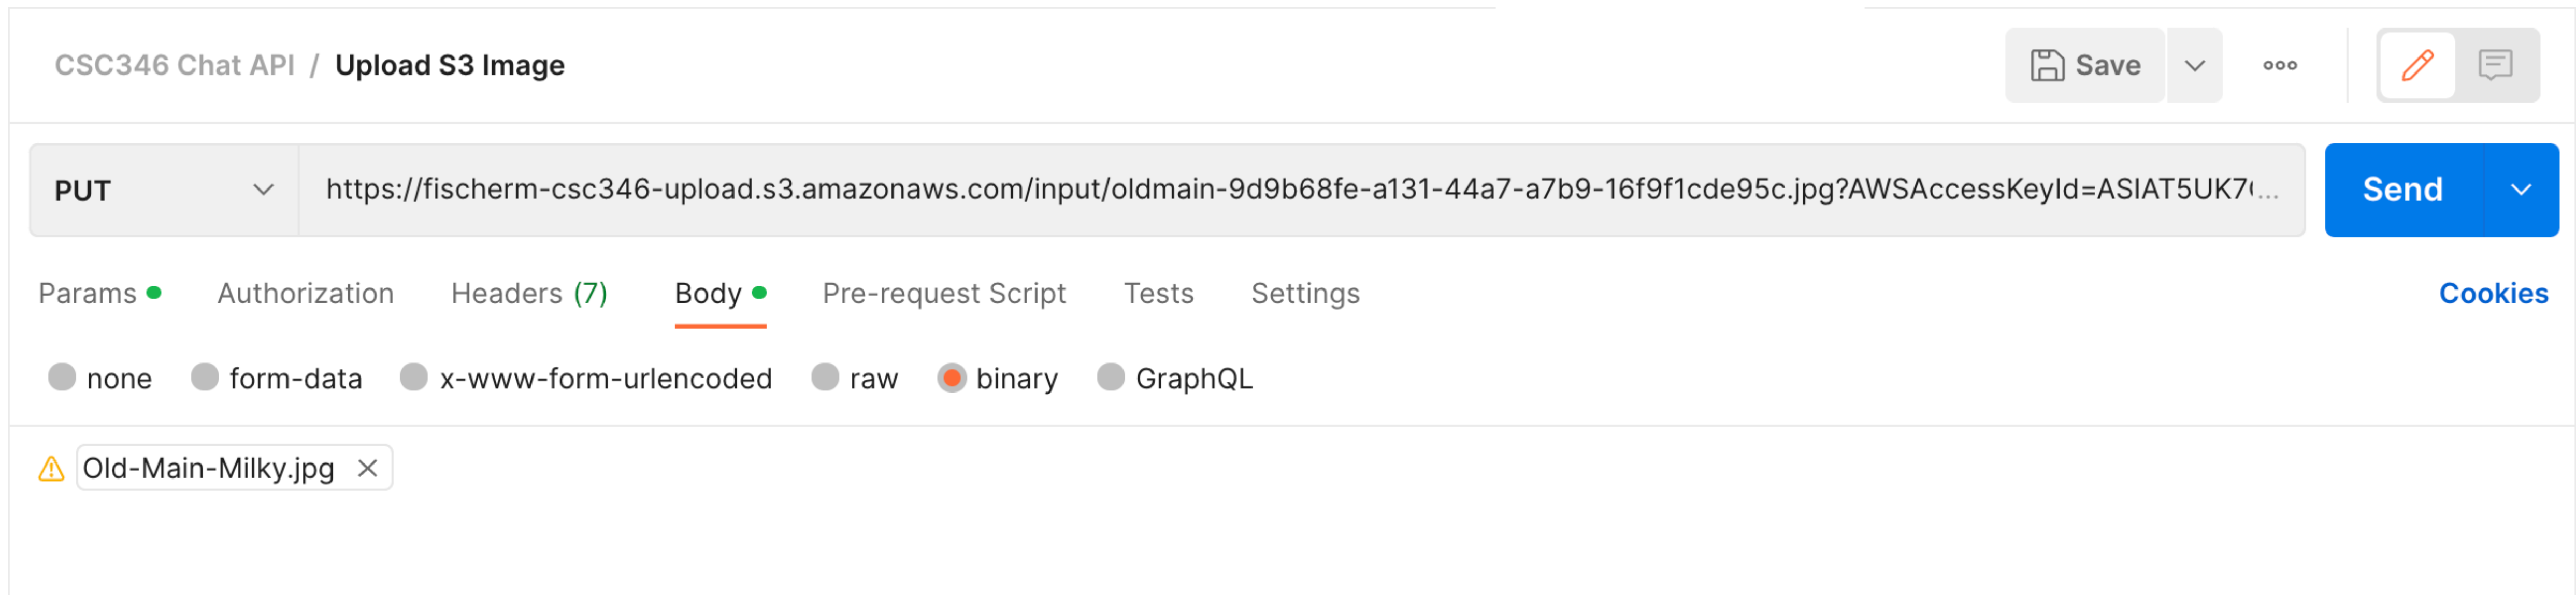 CSC346 Chat API / Upload S3 Image Save
PUT https://fischerm-csc346-upload.s3.amazonaws.com/input/oldmain-9d9b68fe-a131-44a7-a7b9-16f9f1cde95c.jpg?AWSAccessKeyId=ASIAT5UK7... Send
Params Authorization Headers (7) Body Pre-request Script Tests Settings Cookies
none form-data x-www-form-urlencoded raw binary GraphQL
Old-Main-Milky.jpg